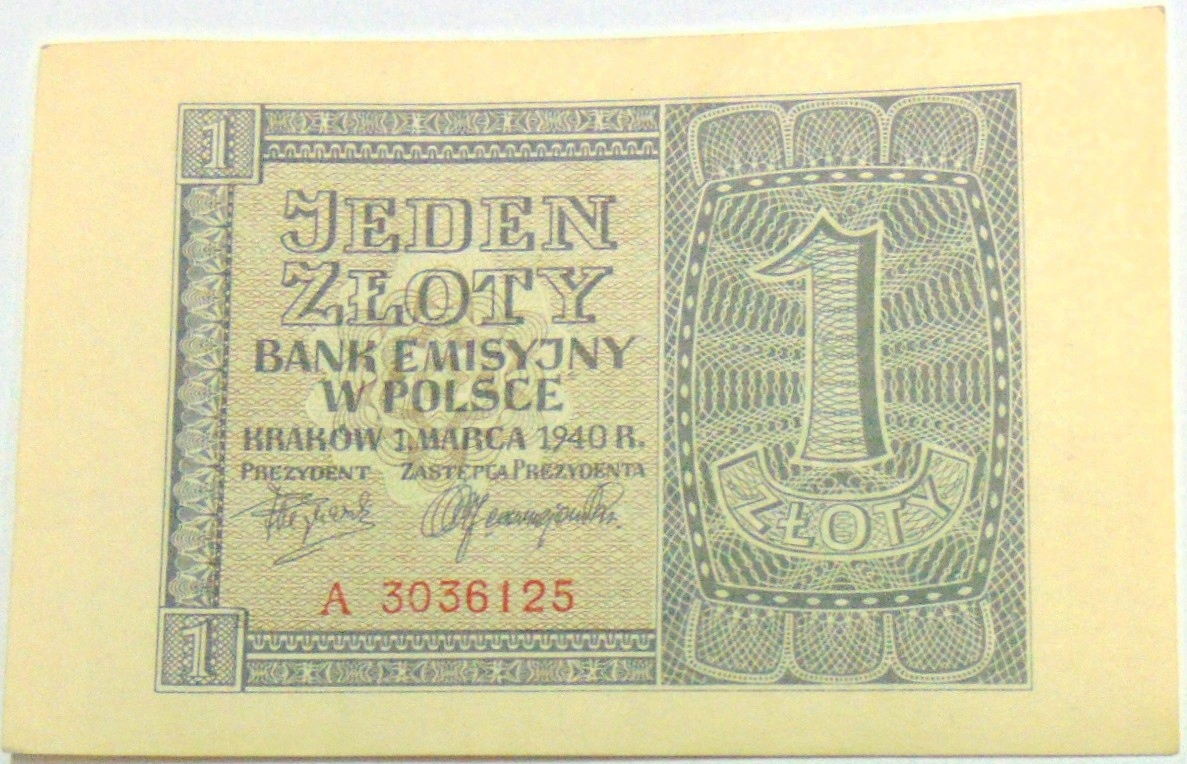 1
JEDEN
ZŁOTY
BANK EMISYJNY
W POLSCE
KRAKÓW 1. MARCA 1940 R.
PREZYDENT ZASTĘPCA PREZYDENTA
A 3036125
1
1
ZŁOTY